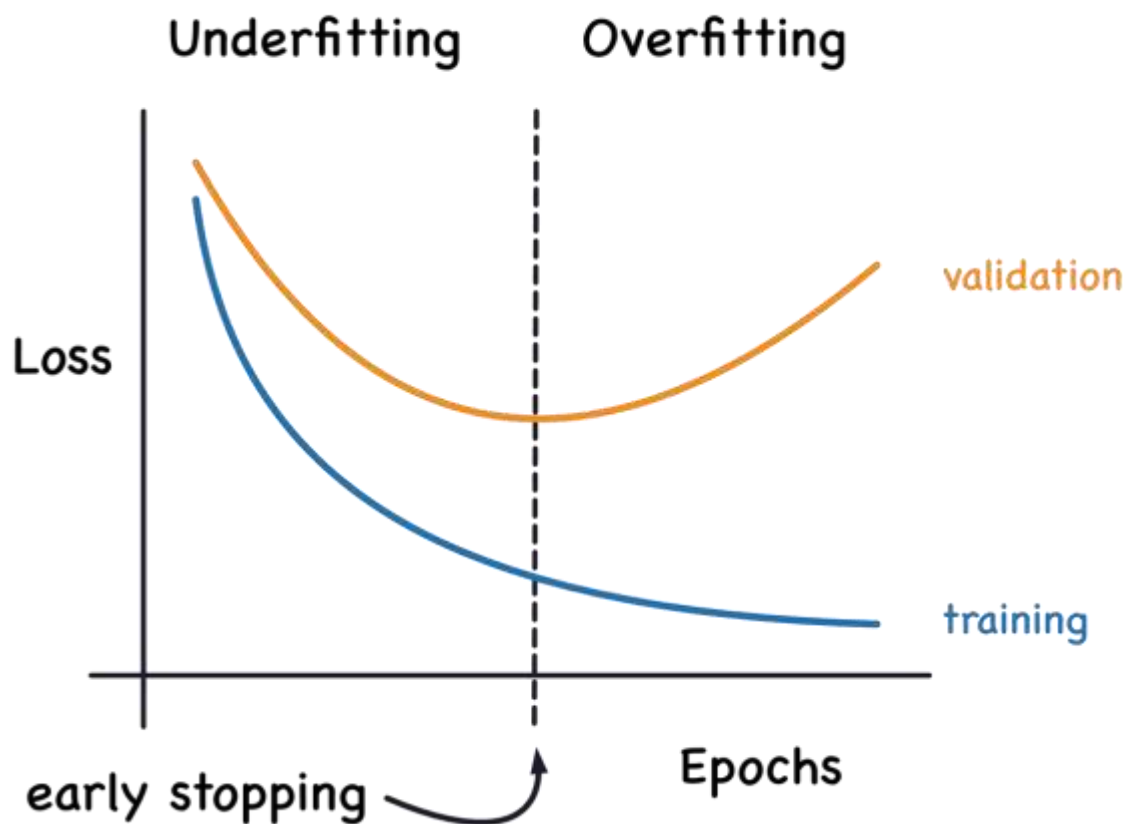 Underfitting
Overfitting
validation
Loss
training
Epochs
early stopping